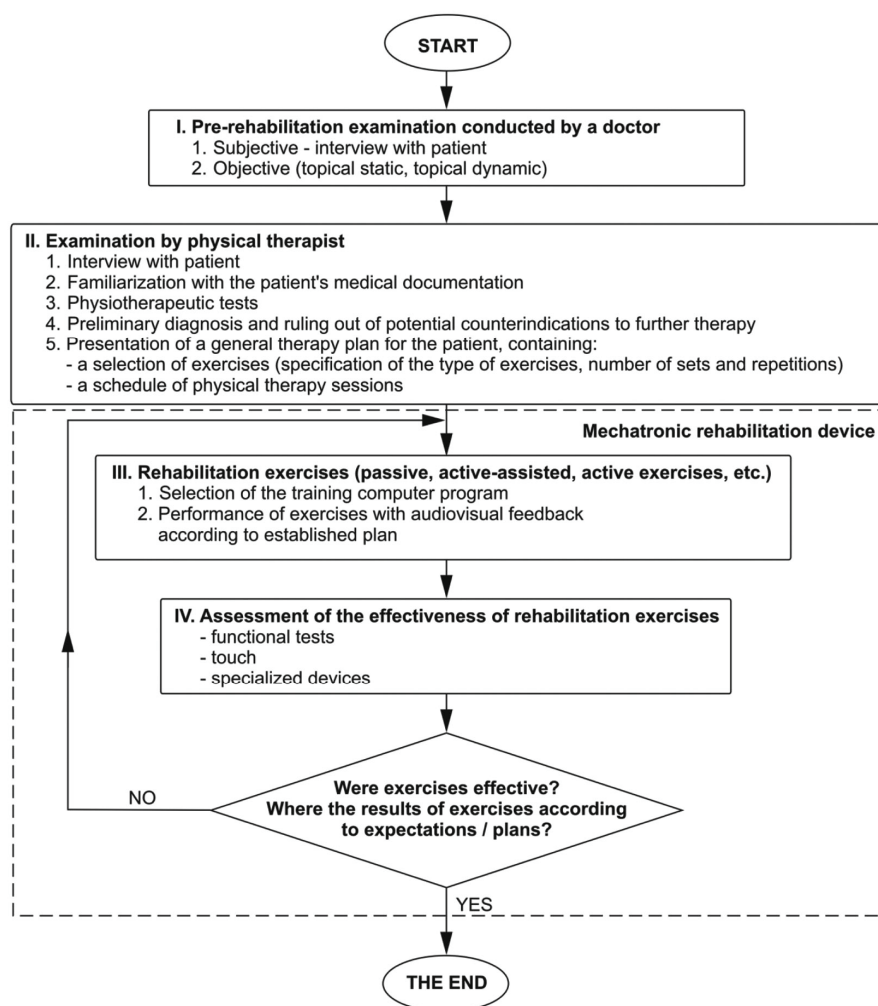 START
I. Pre-rehabilitation examination conducted by a doctor
1. Subjective - interview with patient
2. Objective (topical static, topical dynamic)
II. Examination by physical therapist
1. Interview with patient
2. Familiarization with the patient's medical documentation
3. Physiotherapeutic tests
4. Preliminary diagnosis and ruling out of potential counterindications to further therapy
5. Presentation of a general therapy plan for the patient, containing:
- a selection of exercises (specification of the type of exercises, number of sets and repetitions)
- a schedule of physical therapy sessions
Mechatronic rehabilitation device
III. Rehabilitation exercises (passive, active-assisted, active exercises, etc.)
1. Selection of the training computer program
2. Performance of exercises with audiovisual feedback
according to established plan
IV. Assessment of the effectiveness of rehabilitation exercises
- functional tests
- touch
- specialized devices
Were exercises effective?
Where the results of exercises according
to expectations / plans?
NO
YES
THE END